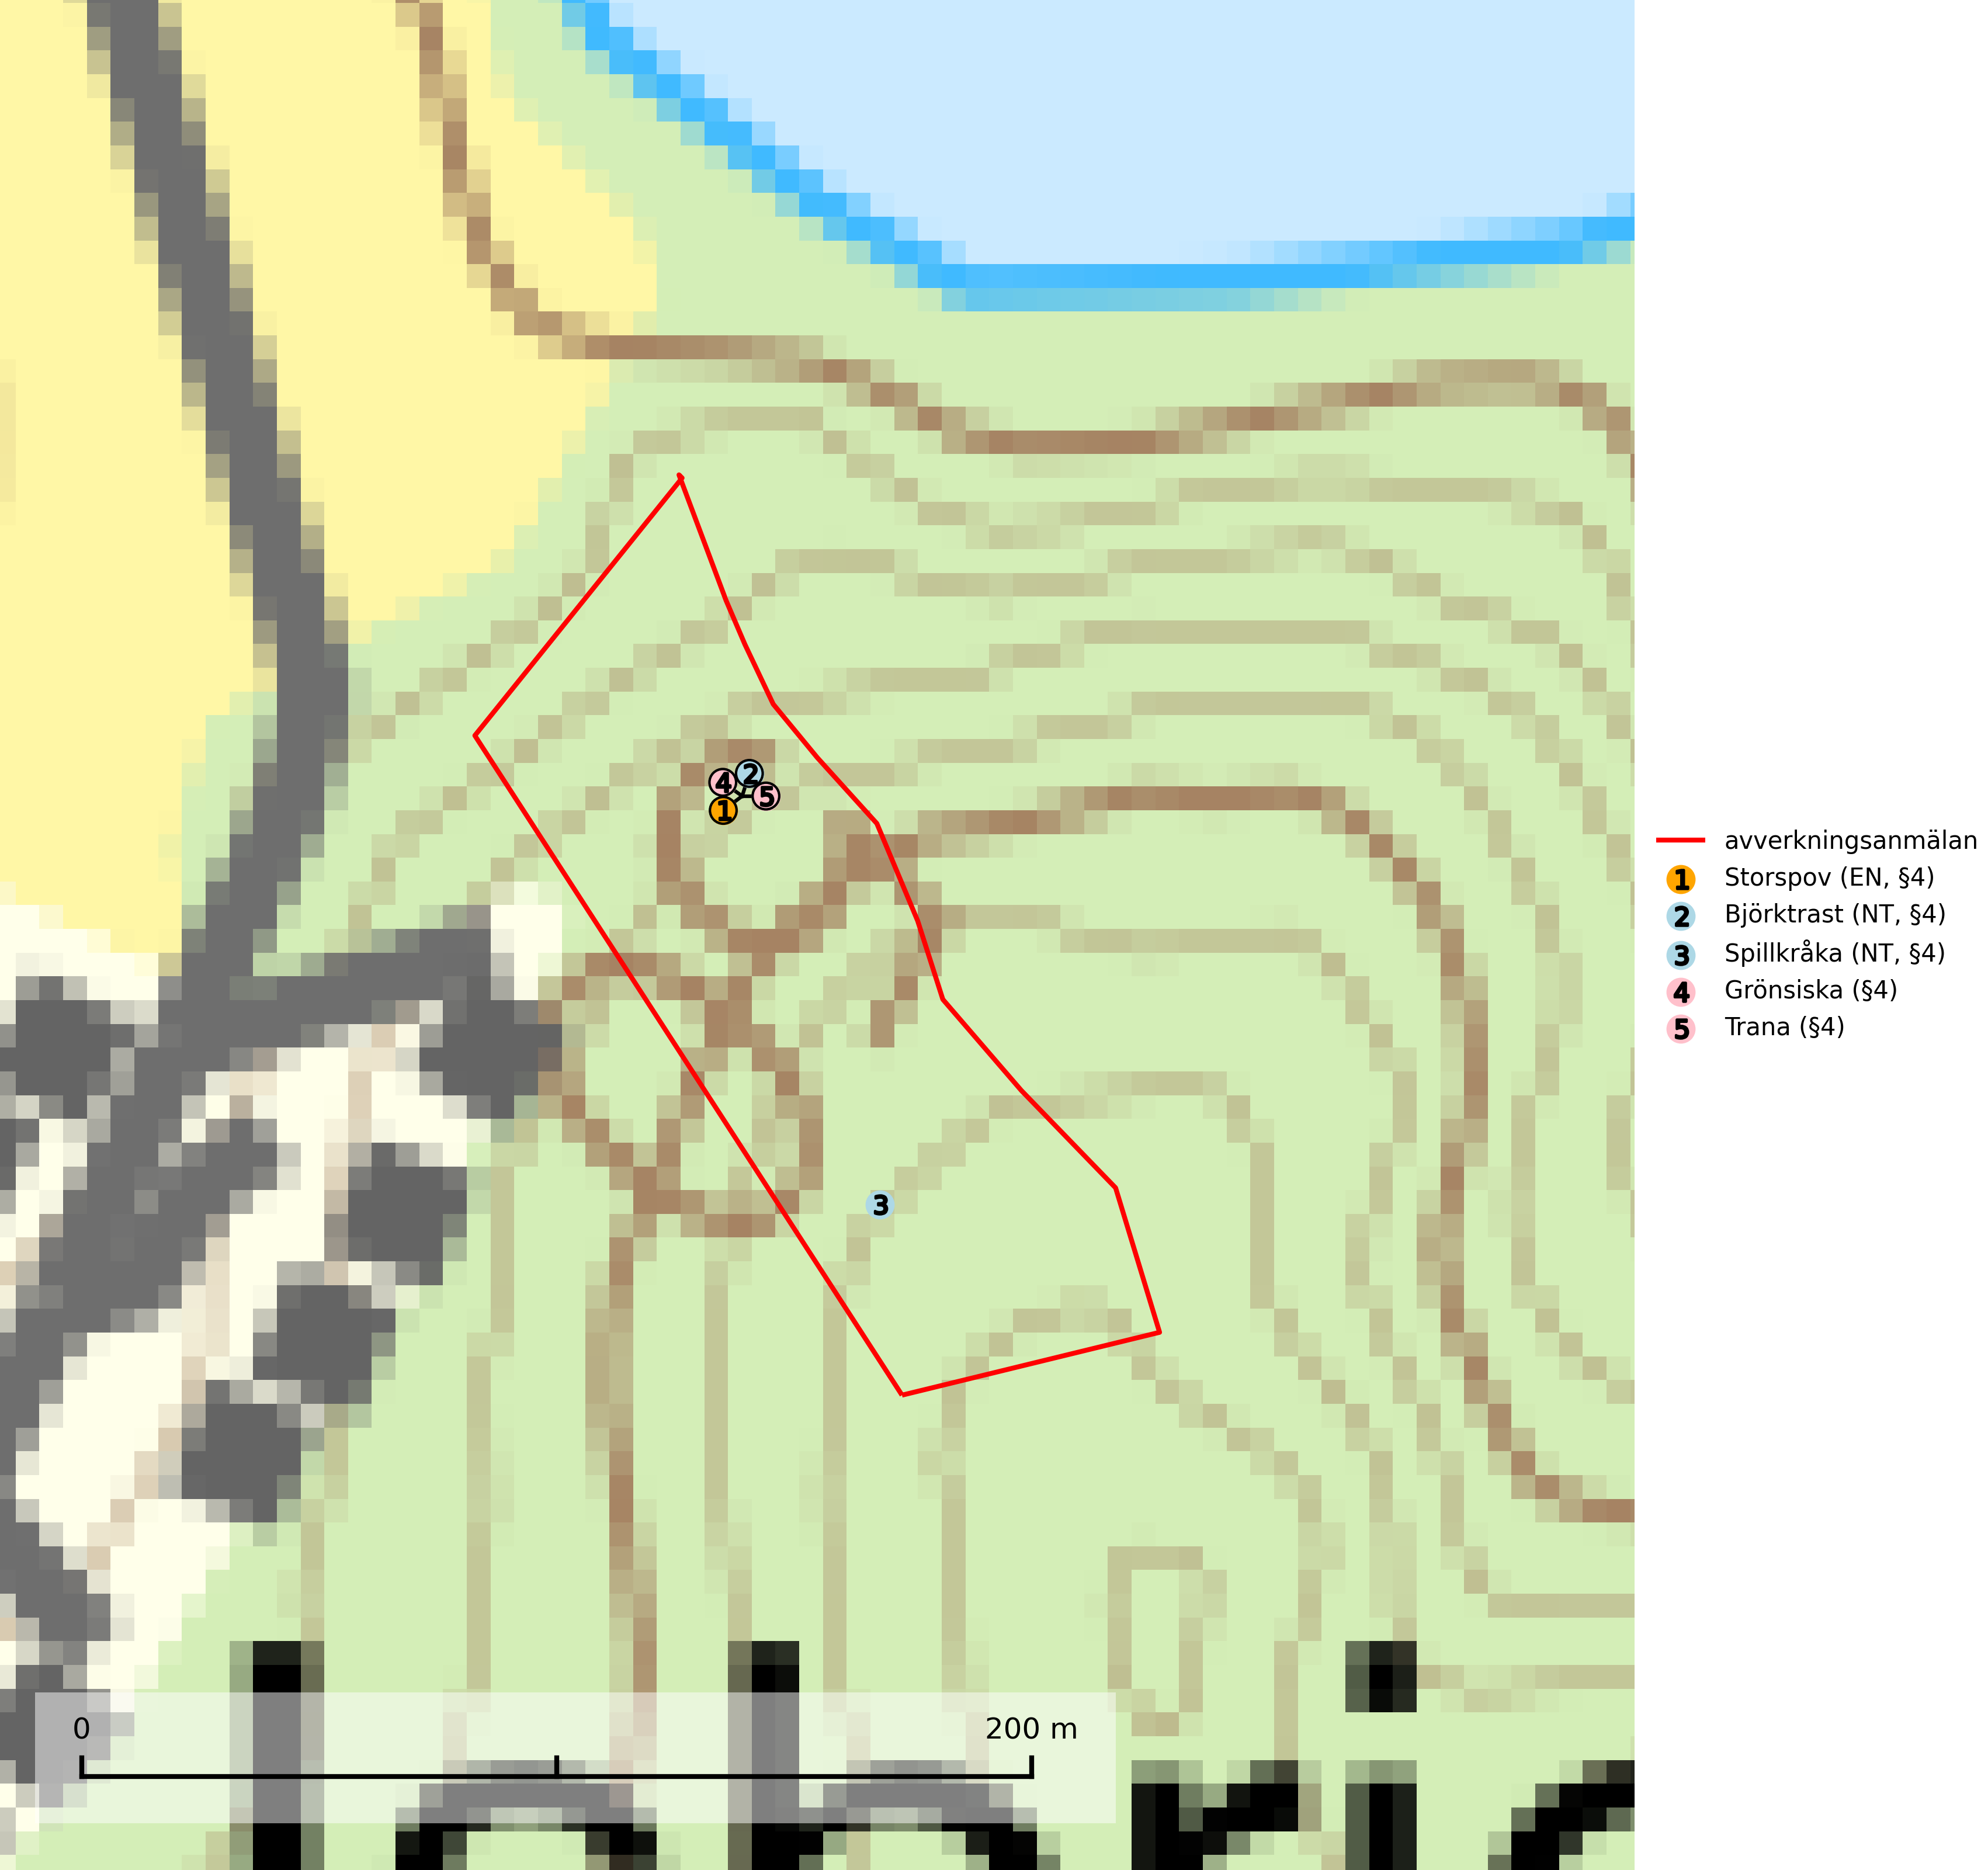 4
2
5
1
3
avverkningsanmälan
1 Storspov (EN, §4)
2 Björktrast (NT, §4)
3 Spillkråka (NT, §4)
4 Grönsiska (§4)
5 Trana (§4)
0 200 m